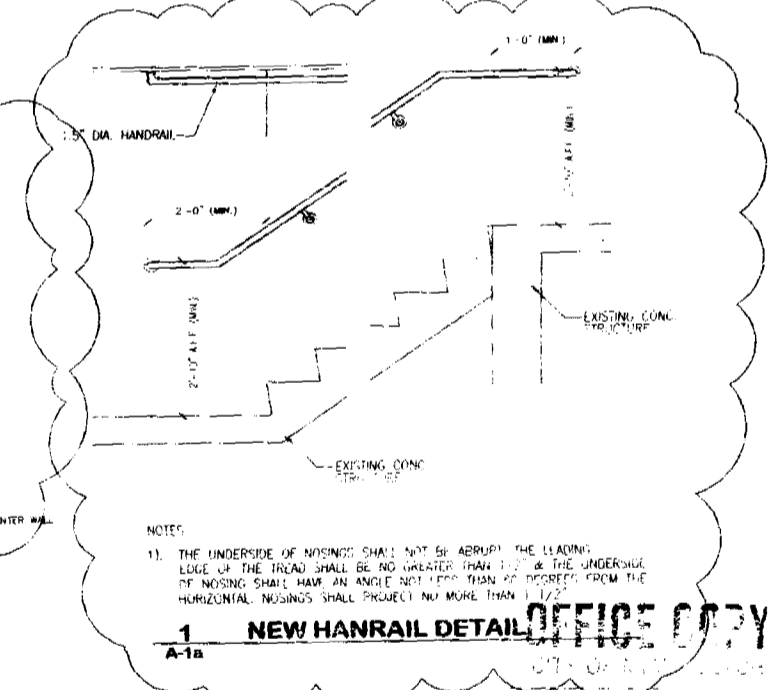 1'-0" (MIN.)
DIA. HANDRAIL
2'-0" (MIN.)
2'-10" A.F.F. (MIN.)
A.F.F. (MIN.)
EXISTING CONC.
STRUCTURE
EXISTING CONC.
NOTES
1). THE UNDERSIDE OF NOSINGS SHALL NOT BE ABRUPT. THE LEADING
EDGE OF THE TREAD SHALL BE NO GREATER THAN & THE UNDERSIDE
OF NOSING SHALL HAVE AN ANGLE NOT LESS THAN DEGREES FROM THE
HORIZONTAL. NOSINGS SHALL PROJECT NO MORE THAN 1 1/2"
1 NEW HANRAIL DETAIL
A-1a
OFFICE COPY
CITY OF